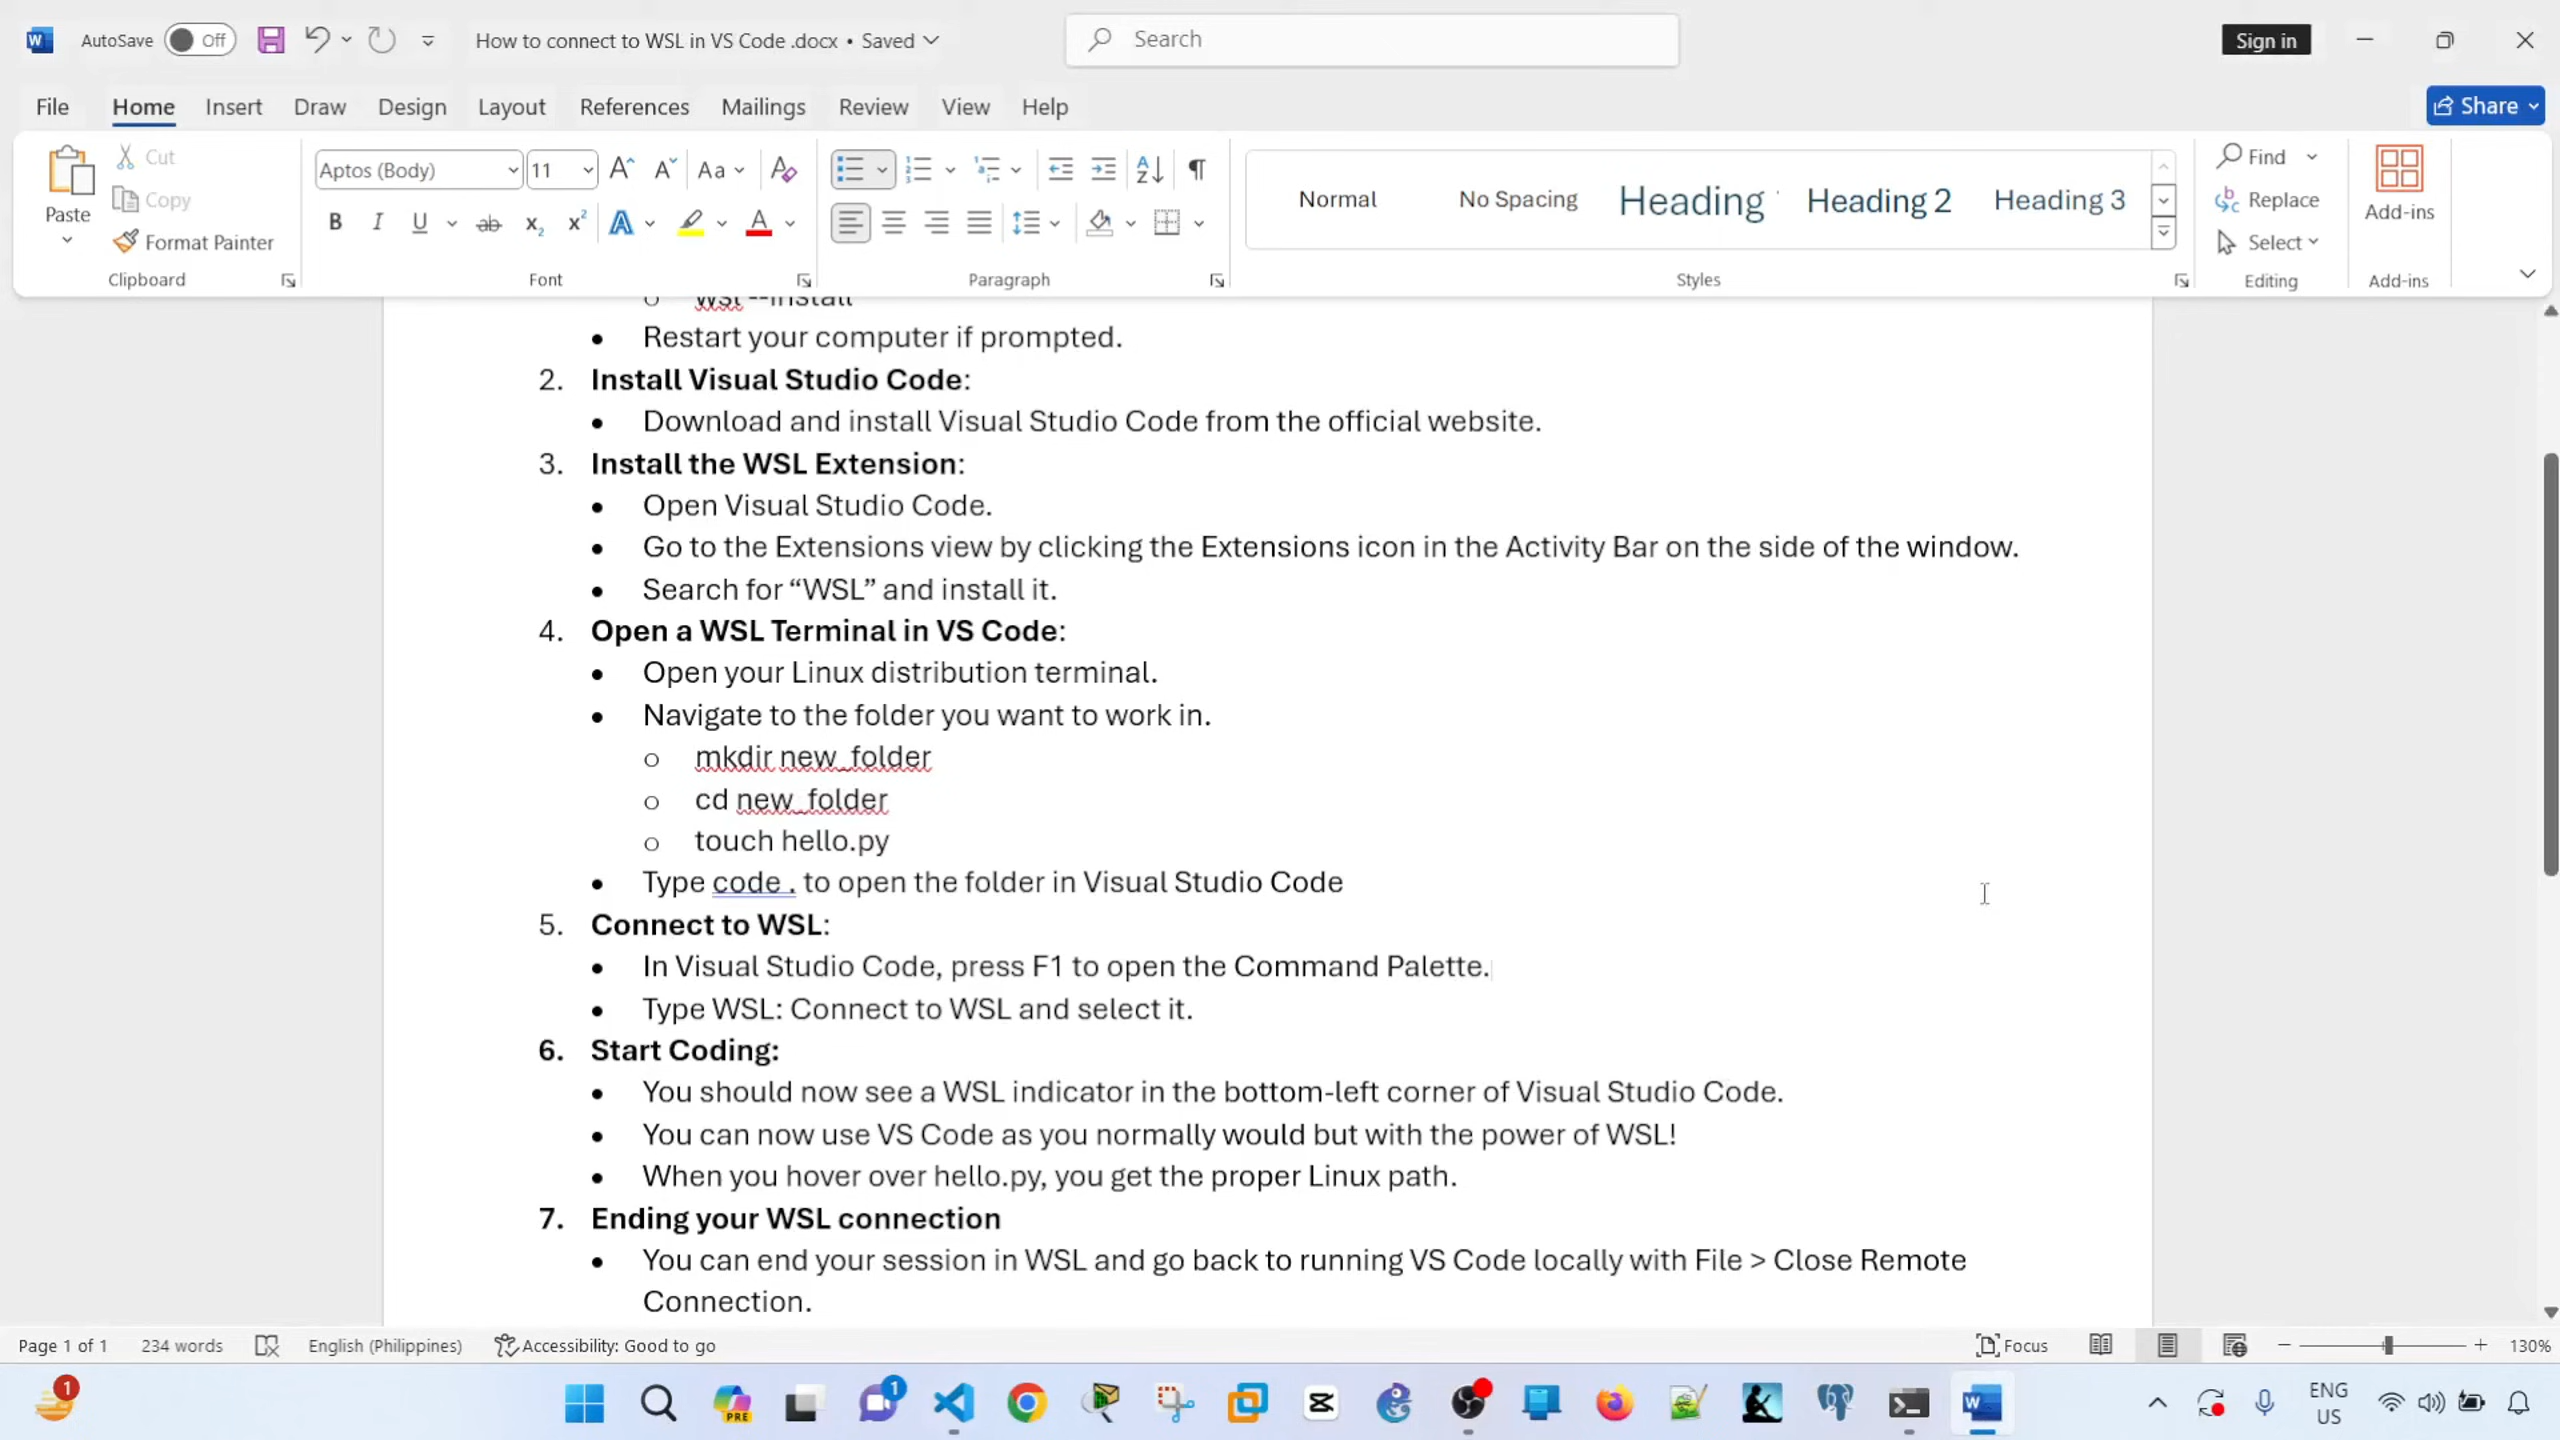 AutoSave Off How to connect to WSL in VS Code .docx • Saved Search Sign in
File Home Insert Draw Design Layout References Mailings Review View Help Share
Paste Cut Copy Format Painter Clipboard
Aptos (Body) 11 Font
Paragraph
Normal No Spacing Heading 1 Heading 2 Heading 3 Styles
Find Replace Select Editing
Add-ins Add-ins
o wsl --install
• Restart your computer if prompted.
2. Install Visual Studio Code:
• Download and install Visual Studio Code from the official website.
3. Install the WSL Extension:
• Open Visual Studio Code.
• Go to the Extensions view by clicking the Extensions icon in the Activity Bar on the side of the window.
• Search for “WSL” and install it.
4. Open a WSL Terminal in VS Code:
• Open your Linux distribution terminal.
• Navigate to the folder you want to work in.
o mkdir new_folder
o cd new_folder
o touch hello.py
• Type code . to open the folder in Visual Studio Code
5. Connect to WSL:
• In Visual Studio Code, press F1 to open the Command Palette.
• Type WSL: Connect to WSL and select it.
6. Start Coding:
• You should now see a WSL indicator in the bottom-left corner of Visual Studio Code.
• You can now use VS Code as you normally would but with the power of WSL!
• When you hover over hello.py, you get the proper Linux path.
7. Ending your WSL connection
• You can end your session in WSL and go back to running VS Code locally with File > Close Remote
Connection.
Page 1 of 1 234 words English (Philippines) Accessibility: Good to go Focus 130%
1 PRE 1 ENG
US